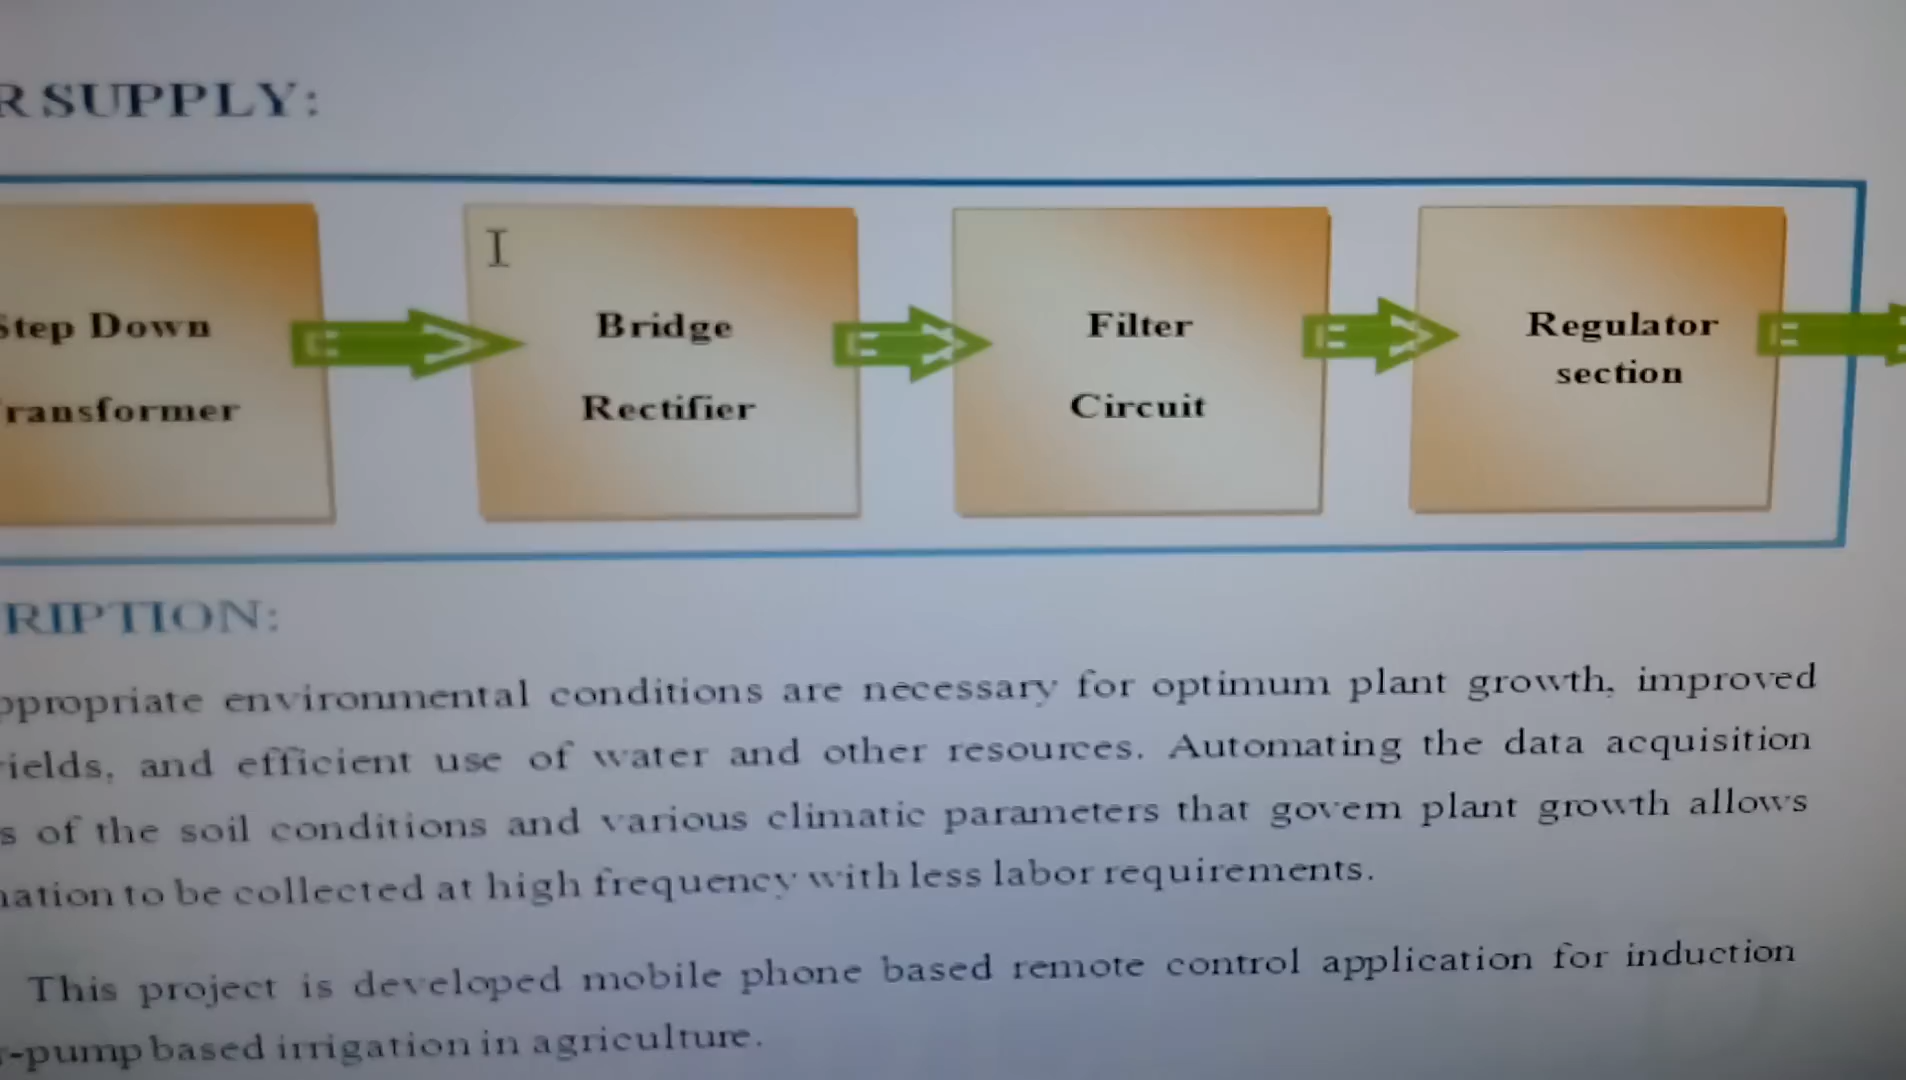 R SUPPLY:
Step Down
ransformer
Bridge
Rectifier
Filter
Circuit
Regulator
section
RIPTION:
ppropriate environmental conditions are necessary for optimum plant growth, improved
ields, and efficient use of water and other resources. Automating the data acquisition
s of the soil conditions and various climatic parameters that govern plant growth allows
nation to be collected at high frequency with less labor requirements.
This project is developed mobile phone based remote control application for induction
r-pump based irrigation in agriculture.